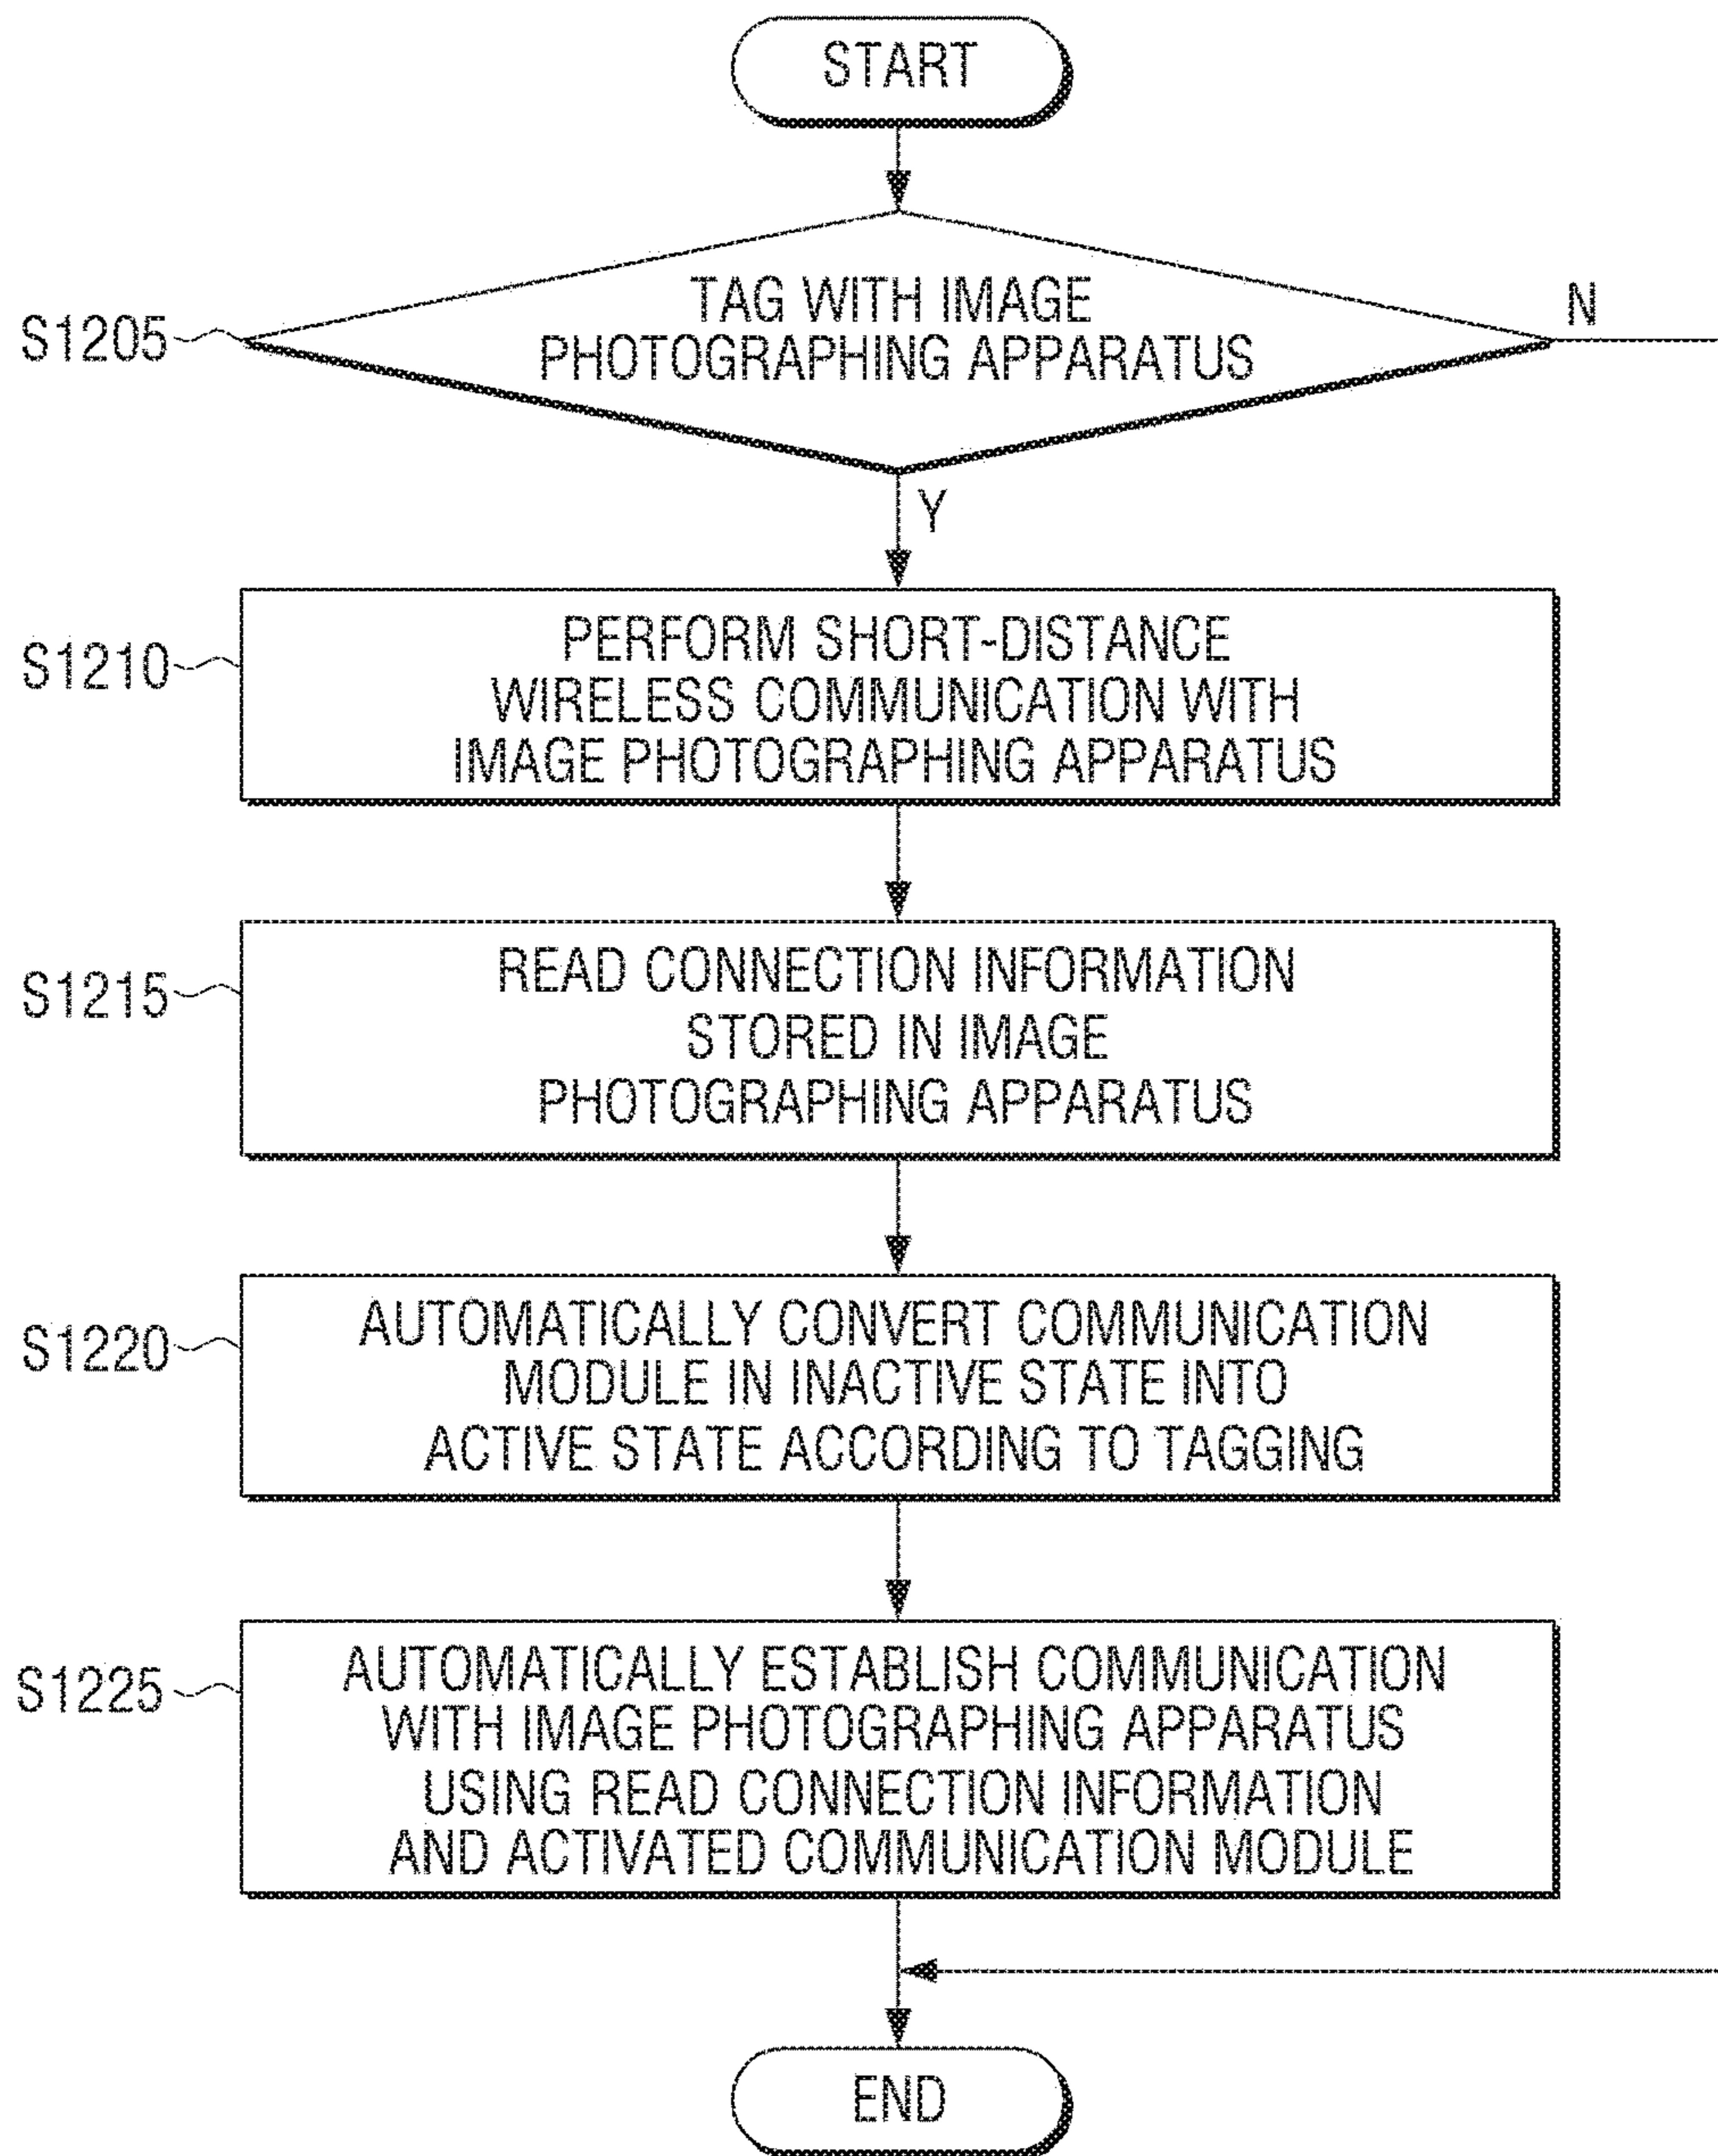 START
TAG WITH IMAGE
PHOTOGRAPHING APPARATUS
N
S1205
Y
PERFORM SHORT-DISTANCE
WIRELESS COMMUNICATION WITH
IMAGE PHOTOGRAPHING APPARATUS
S1210
READ CONNECTION INFORMATION
STORED IN IMAGE
PHOTOGRAPHING APPARATUS
S1215
AUTOMATICALLY CONVERT COMMUNICATION
MODULE IN INACTIVE STATE INTO
ACTIVE STATE ACCORDING TO TAGGING
S1220
AUTOMATICALLY ESTABLISH COMMUNICATION
WITH IMAGE PHOTOGRAPHING APPARATUS
USING READ CONNECTION INFORMATION
AND ACTIVATED COMMUNICATION MODULE
S1225
END